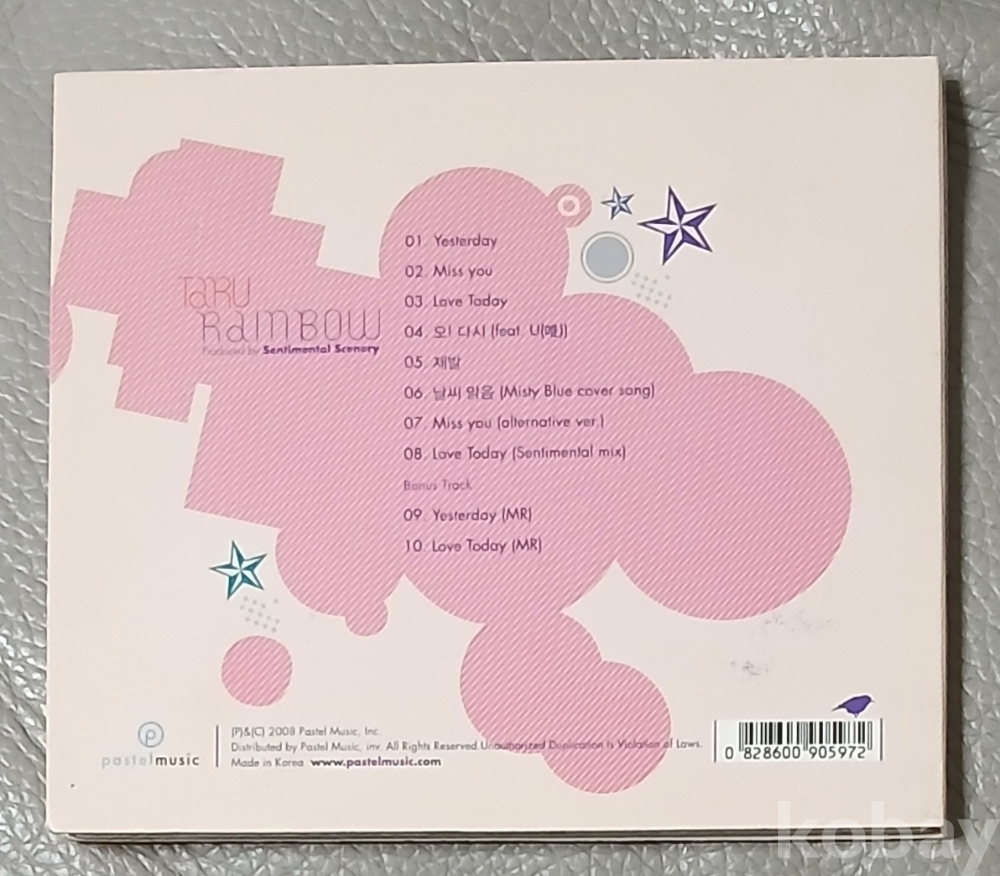 TaRU
RaINBOW
Produced by Sentimental Scenery
01. Yesterday
02. Miss you
03. Love Today
04. 오! 다시 (feat. U(唯))
05. 제발
06. 날씨 맑음 (Misty Blue cover song)
07. Miss you (alternative ver.)
08. Love Today (Sentimental mix)
Bonus Track
09. Yesterday (MR)
10. Love Today (MR)
pastelmusic
(P)&(C) 2008 Pastel Music, Inc.
Distributed by Pastel Music, inv. All Rights Reserved.Unauthorized Duplication Is Violation of Laws.
Made in Korea www.pastelmusic.com
0 828600 905972
kobay